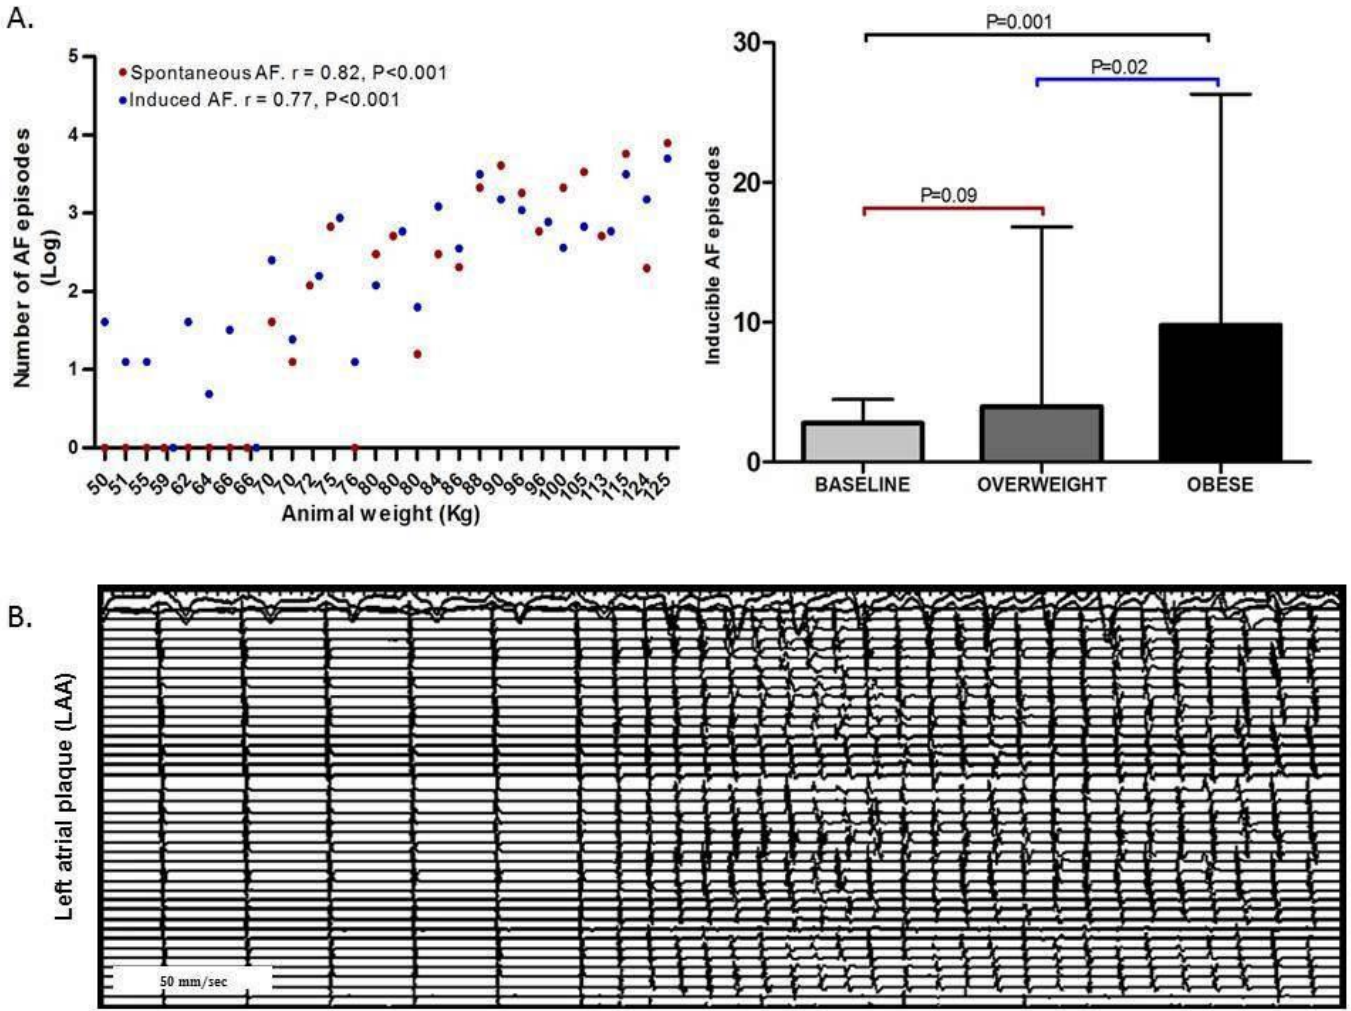 A.
5
4
3
2
1
0
Number of AF episodes
(Log)
Spontaneous AF. r = 0.82, P<0.001
Induced AF. r = 0.77, P<0.001
50 51 55 59 62 64 66 66 70 70 72 75 76 80 80 80 84 86 88 90 96 96 100 105 113 115 124 125
Animal weight (Kg)
P=0.001
P=0.02
P=0.09
30
20
10
0
Inducible AF episodes
BASELINE OVERWEIGHT OBESE
B.
Left atrial plaque (LAA)
50 mm/sec